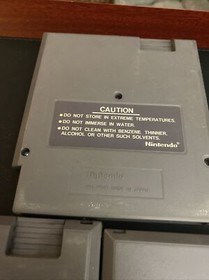 CAUTION
• DO NOT STORE IN EXTREME TEMPERATURES.
• DO NOT IMMERSE IN WATER.
• DO NOT CLEAN WITH BENZENE, THINNER,
ALCOHOL OR OTHER SUCH SOLVENTS.
Nintendo